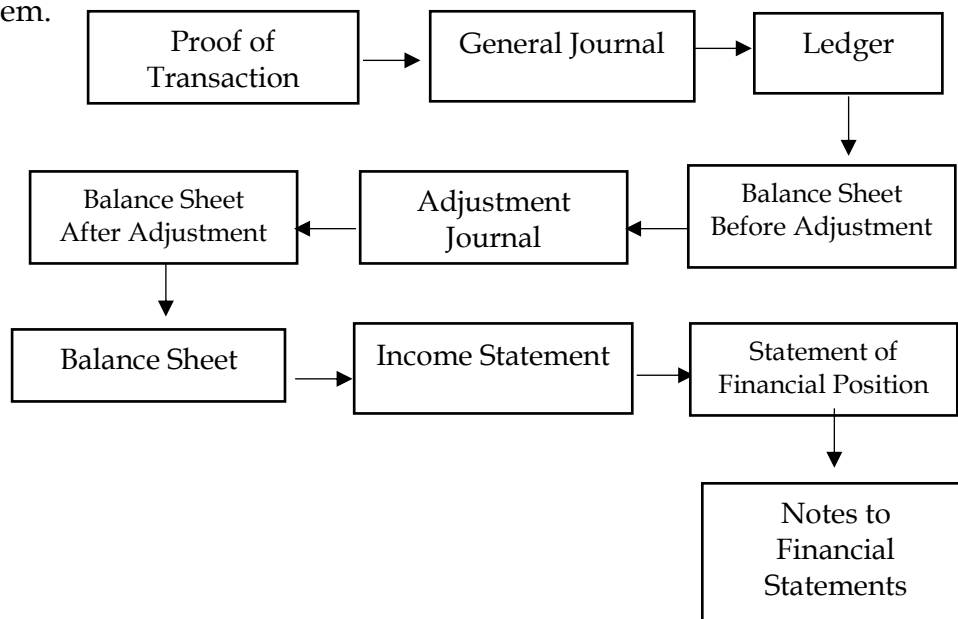 em.
Proof of
Transaction
General Journal
Ledger
Balance Sheet
Before Adjustment
Adjustment
Journal
Balance Sheet
After Adjustment
Balance Sheet
Income Statement
Statement of
Financial Position
Notes to
Financial
Statements